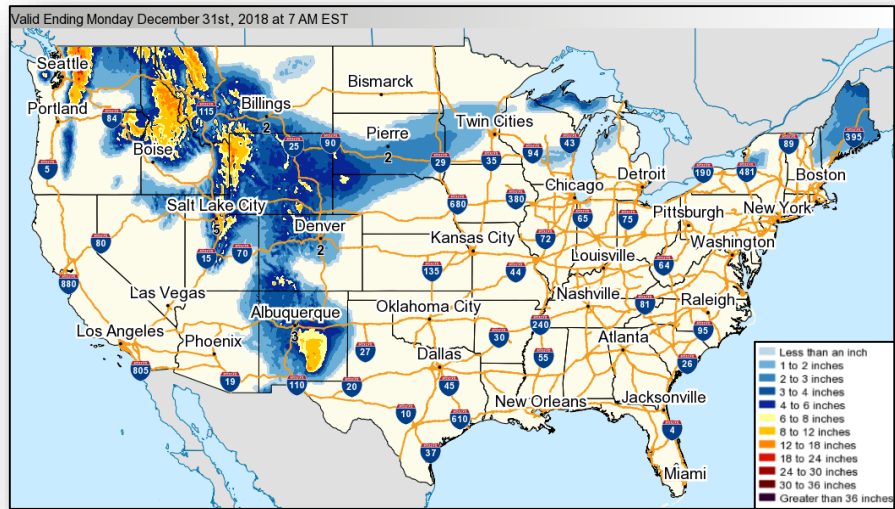 Valid Ending Monday December 31st, 2018 at 7 AM EST
Seattle
Bismarck
Portland
84
115
Billings
2
Pierre
2
Twin Cities
Boise
25
90
5
29
35
94
43
89
395
190
481
Boston
Detroit
Chicago
Salt Lake City
5
680
380
65
75
Pittsburgh
New York
80
15
70
Denver
2
Kansas City
72
Washington
135
44
Louisville
64
880
Las Vegas
Albuquerque
3
Oklahoma City
Nashville
81
Raleigh
Los Angeles
Phoenix
27
30
240
95
805
19
110
20
Dallas
45
55
Atlanta
26
10
610
New Orleans
Jacksonville
37
4
Miami
Less than an inch
1 to 2 inches
2 to 3 inches
3 to 4 inches
4 to 6 inches
6 to 8 inches
8 to 12 inches
12 to 18 inches
18 to 24 inches
24 to 30 inches
30 to 36 inches
Greater than 36 inches